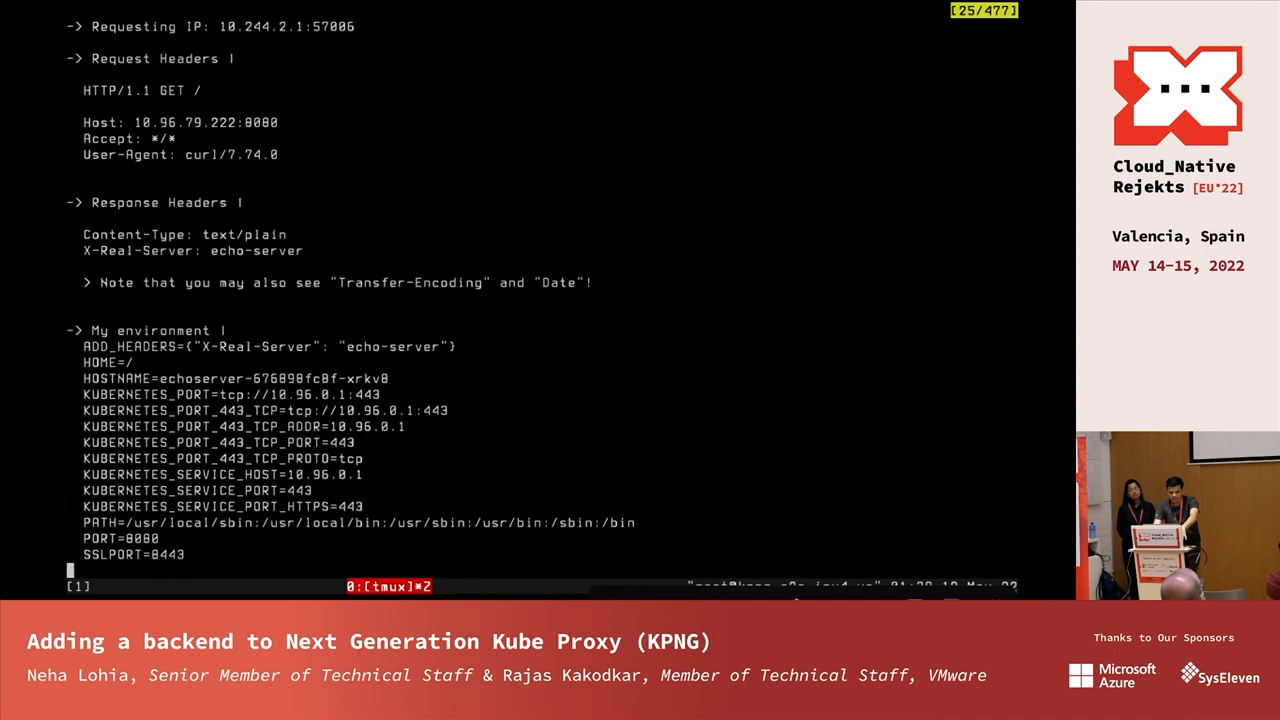 [25/477]
-> Requesting IP: 10.244.2.1:57006
-> Request Headers |
HTTP/1.1 GET /
Host: 10.96.79.222:8080
Accept: */*
User-Agent: curl/7.74.0
-> Response Headers |
Content-Type: text/plain
X-Real-Server: echo-server
> Note that you may also see "Transfer-Encoding" and "Date"!
-> My environment |
ADD_HEADERS={"X-Real-Server": "echo-server"}
HOME=/
HOSTNAME=echoserver-676898fc8f-xrkv8
KUBERNETES_PORT=tcp://10.96.0.1:443
KUBERNETES_PORT_443_TCP=tcp://10.96.0.1:443
KUBERNETES_PORT_443_TCP_ADDR=10.96.0.1
KUBERNETES_PORT_443_TCP_PORT=443
KUBERNETES_PORT_443_TCP_PROTO=tcp
KUBERNETES_SERVICE_HOST=10.96.0.1
KUBERNETES_SERVICE_PORT=443
KUBERNETES_SERVICE_PORT_HTTPS=443
PATH=/usr/local/sbin:/usr/local/bin:/usr/sbin:/usr/bin:/sbin:/bin
PORT=8080
SSLPORT=8443
[1] 0:[tmux]*Z
Cloud_Native
Rejekts [EU*22]
Valencia, Spain
MAY 14-15, 2022
Cloud_Native
Rejekts
Adding a backend to Next Generation Kube Proxy (KPNG)
Neha Lohia, Senior Member of Technical Staff & Rajas Kakodkar, Member of Technical Staff, VMware
Thanks to Our Sponsors
Microsoft
Azure
SysEleven